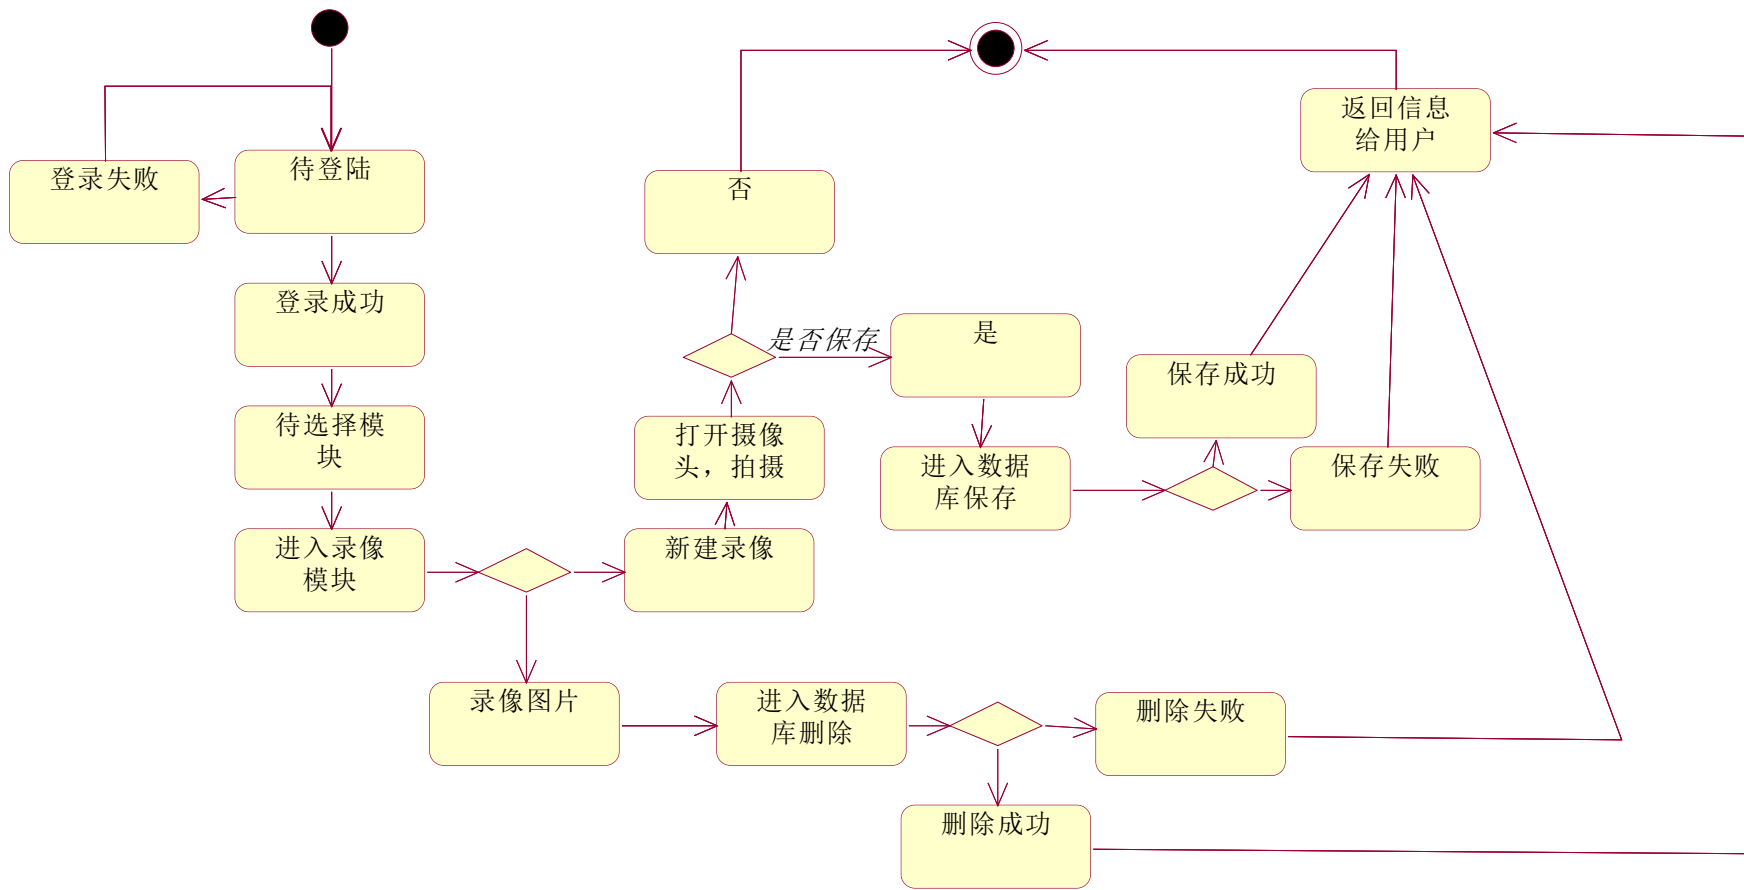 返回信息
给用户
登录失败
待登陆
否
登录成功
是否保存
是
保存成功
待选择模
块
打开摄像
头，拍摄
进入数据
库保存
保存失败
进入录像
模块
新建录像
录像图片
进入数据
库删除
删除失败
删除成功